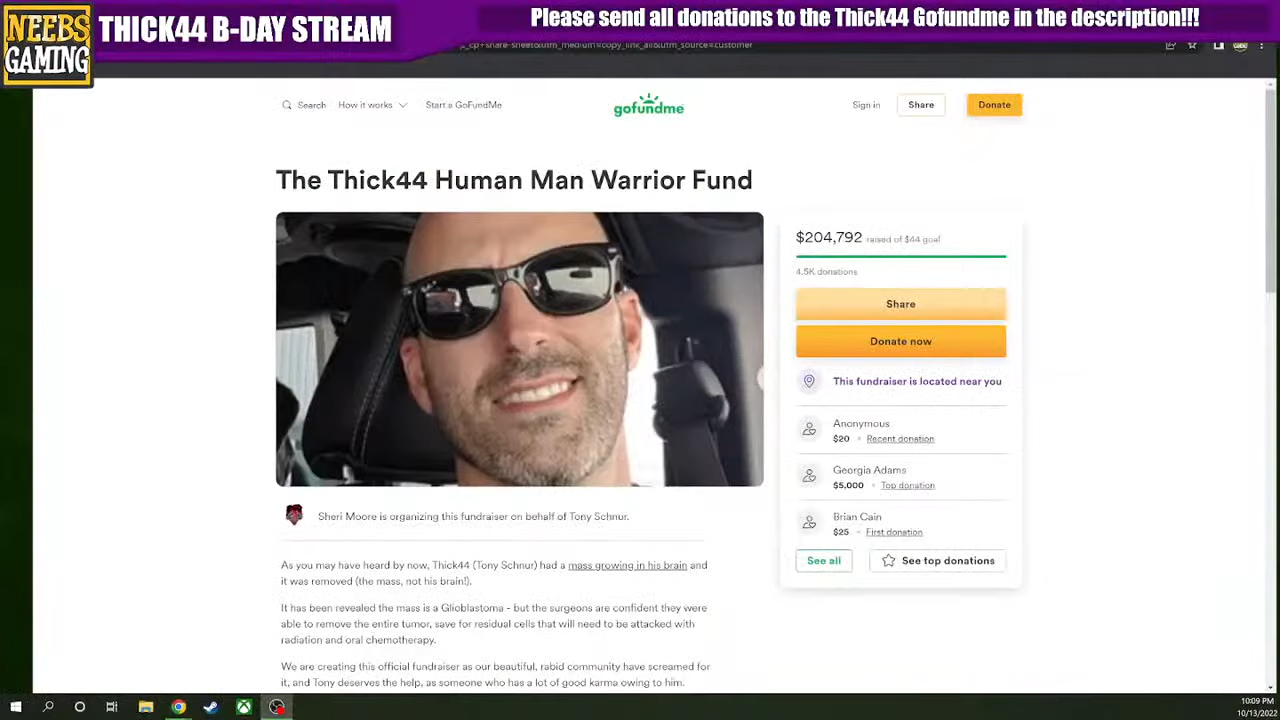 NEEBS
GAMING
THICK44 B-DAY STREAM
Please send all donations to the Thick44 Gofundme in the description!!!
_cp+share-sheet&utm_medium=copy_link_all&utm_source=customer
Search How it works Start a GoFundMe gofundme Sign in Share Donate
The Thick44 Human Man Warrior Fund
$204,792 raised of $44 goal
4.5K donations
Share
Donate now
This fundraiser is located near you
Anonymous
$20 • Recent donation
Georgia Adams
$5,000 • Top donation
Brian Cain
$25 • First donation
See all See top donations
Sheri Moore is organizing this fundraiser on behalf of Tony Schnur.
As you may have heard by now, Thick44 (Tony Schnur) had a mass growing in his brain and
it was removed (the mass, not his brain!).
It has been revealed the mass is a Glioblastoma - but the surgeons are confident they were
able to remove the entire tumor, save for residual cells that will need to be attacked with
radiation and oral chemotherapy.
We are creating this official fundraiser as our beautiful, rabid community have screamed for
it, and Tony deserves the help, as someone who has a lot of good karma owing to him.
10:09 PM
10/13/2022